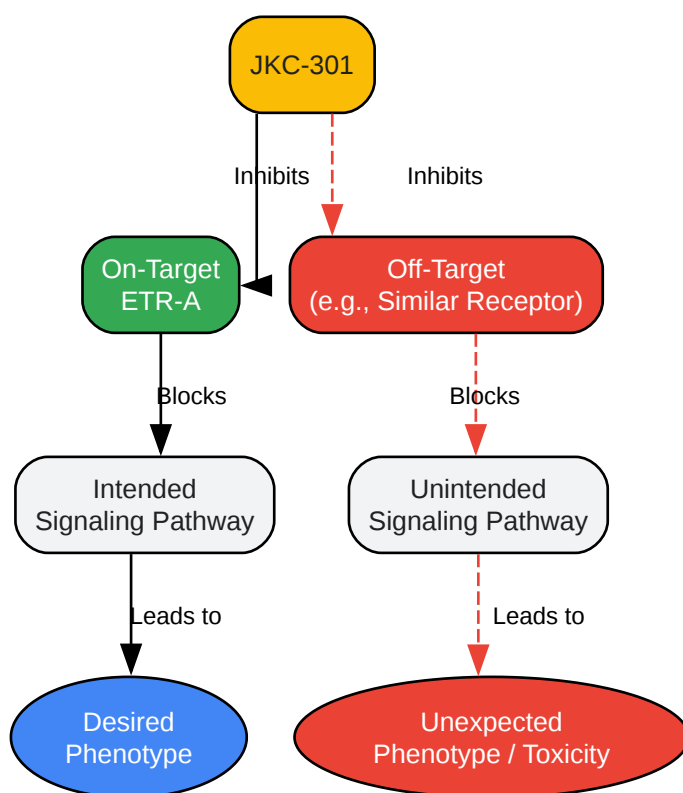 JKC-301
Inhibits
Inhibits
On-Target
ETR-A
Off-Target
(e.g., Similar Receptor)
Blocks
Blocks
Intended
Signaling Pathway
Unintended
Signaling Pathway
Leads to
Leads to
Desired
Phenotype
Unexpected
Phenotype / Toxicity